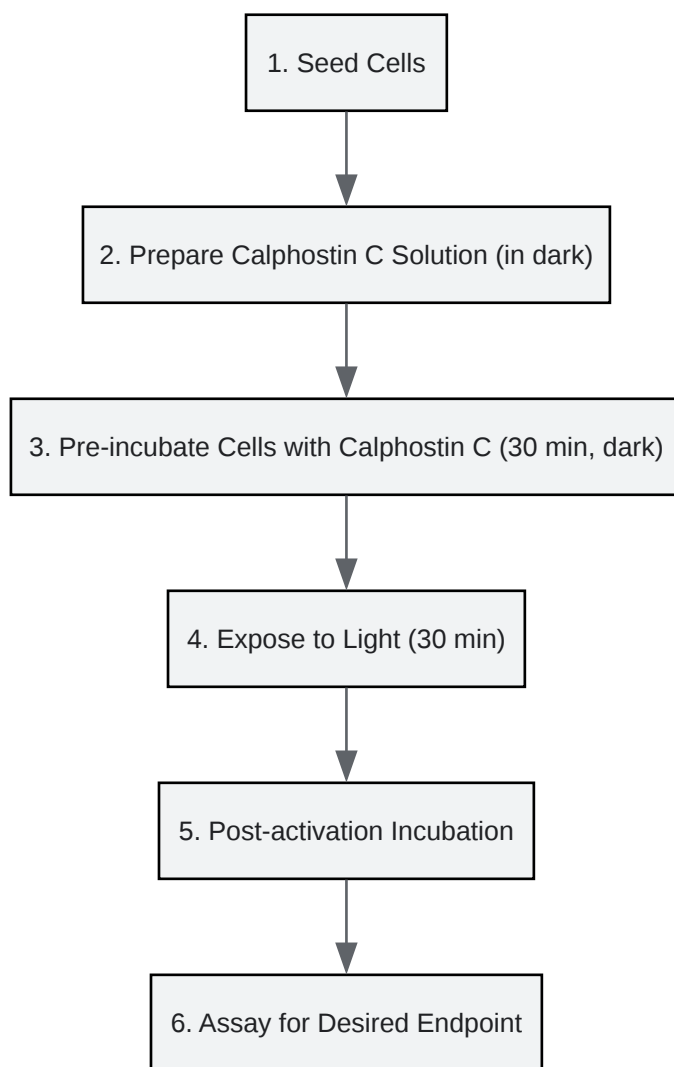 1. Seed Cells
2. Prepare Calphostin C Solution (in dark)
3. Pre-incubate Cells with Calphostin C (30 min, dark)
4. Expose to Light (30 min)
5. Post-activation Incubation
6. Assay for Desired Endpoint